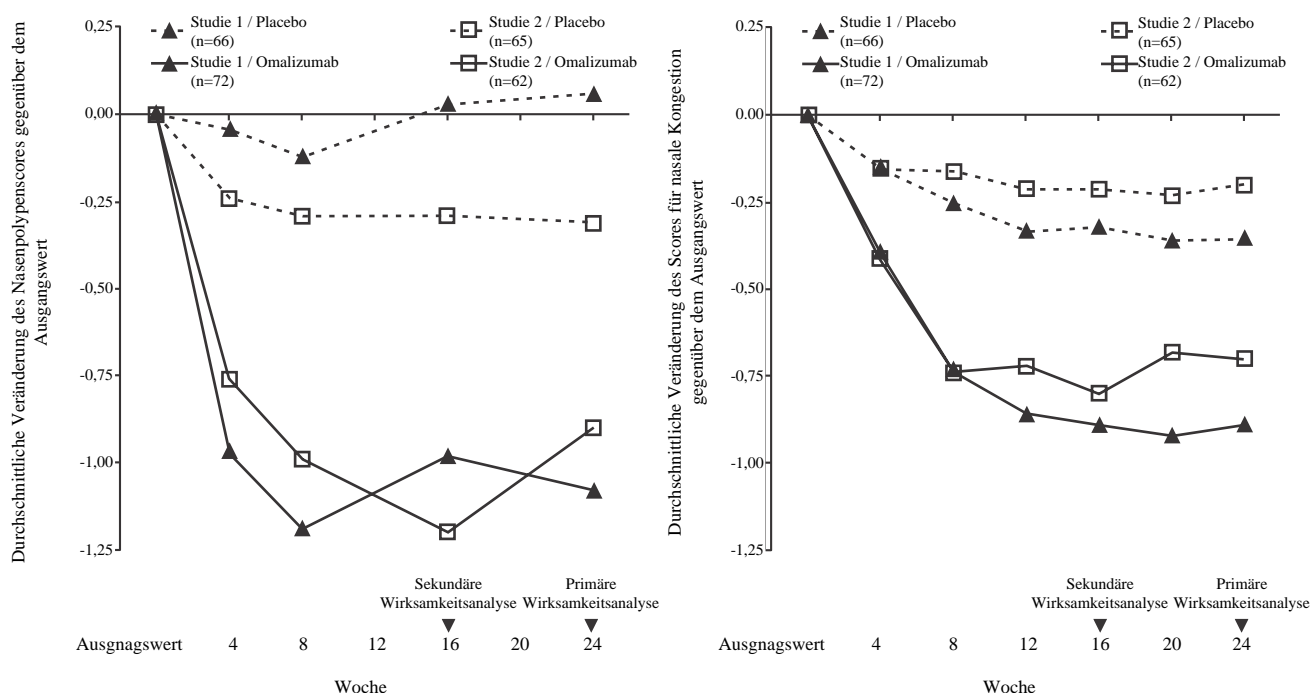 Durchschnittliche Veränderung des Nasenpolypenscores gegenüber dem
Ausgangswert
Studie 1 / Placebo
(n=66)
Studie 2 / Placebo
(n=65)
Studie 1 / Omalizumab
(n=72)
Studie 2 / Omalizumab
(n=62)
0.25
0.00
-0.25
-0,50
-0.75
-1.00
-1,25
Sekundäre
Wirksamkeitsanalyse
Primäre
Wirksamkeitsanalyse
Ausgnagswert 4 8 12 16 20 24
Woche
Durchschnittliche Veränderung des Scores für nasale Kongestion
gegenüber dem Ausgangswert
Studie 1 / Placebo
(n=66)
Studie 2 / Placebo
(n=65)
Studie 1 / Omalizumab
(n=72)
Studie 2 / Omalizumab
(n=62)
0.25
0.00
-0.25
-0,50
-0.75
-1.00
-1,25
Sekundäre
Wirksamkeitsanalyse
Primäre
Wirksamkeitsanalyse
Ausgnagswert 4 8 12 16 20 24
Woche